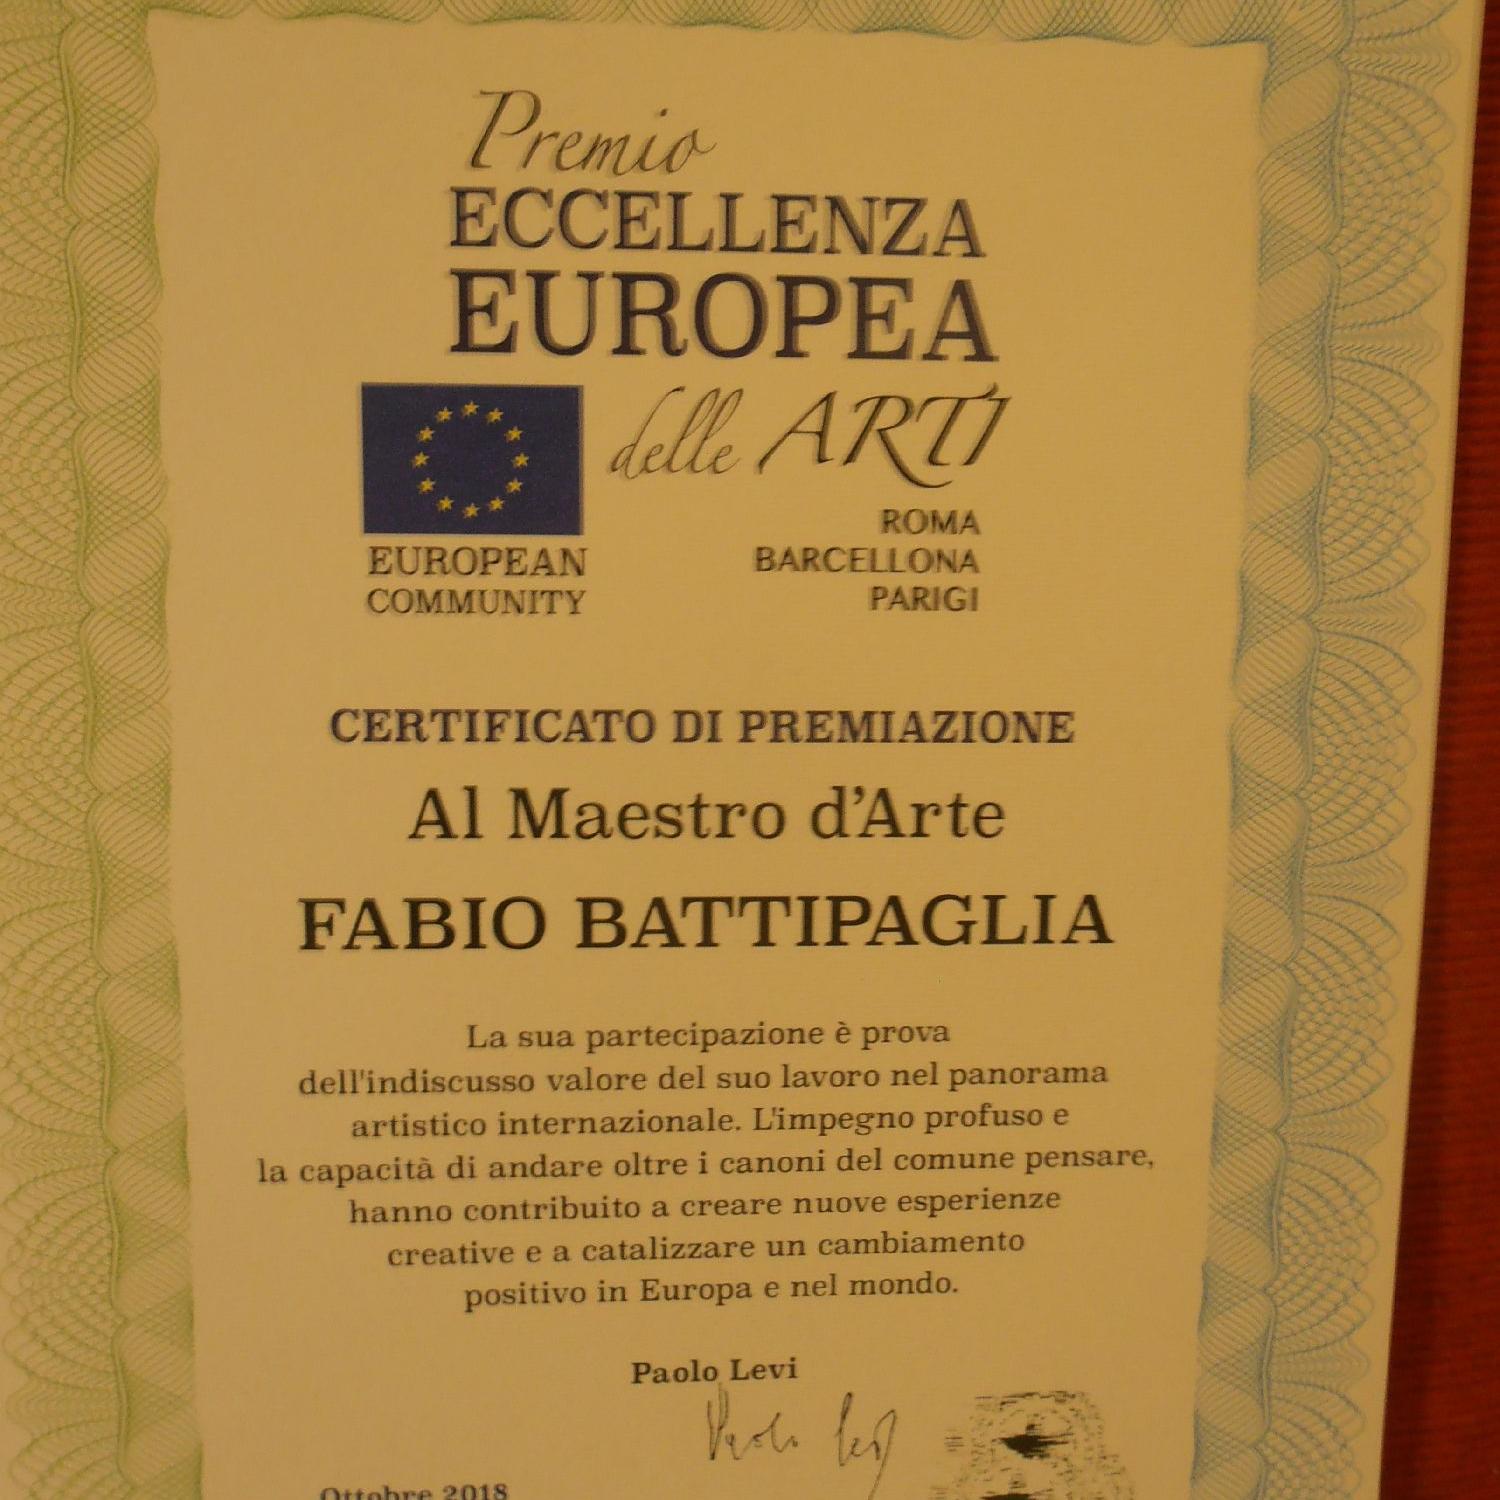 Premio
ECCELLENZA
EUROPEA
delle ARTI
EUROPEAN
COMMUNITY
ROMA
BARCELLONA
PARIGI
CERTIFICATO DI PREMIAZIONE
Al Maestro d'Arte
FABIO BATTIPAGLIA
La sua partecipazione è prova
dell'indiscusso valore del suo lavoro nel panorama
artistico internazionale. L'impegno profuso e
la capacità di andare oltre i canoni del comune pensare,
hanno contribuito a creare nuove esperienze
creative e a catalizzare un cambiamento
positivo in Europa e nel mondo.
Paolo Levi
Paolo Levi
Ottobre 2018